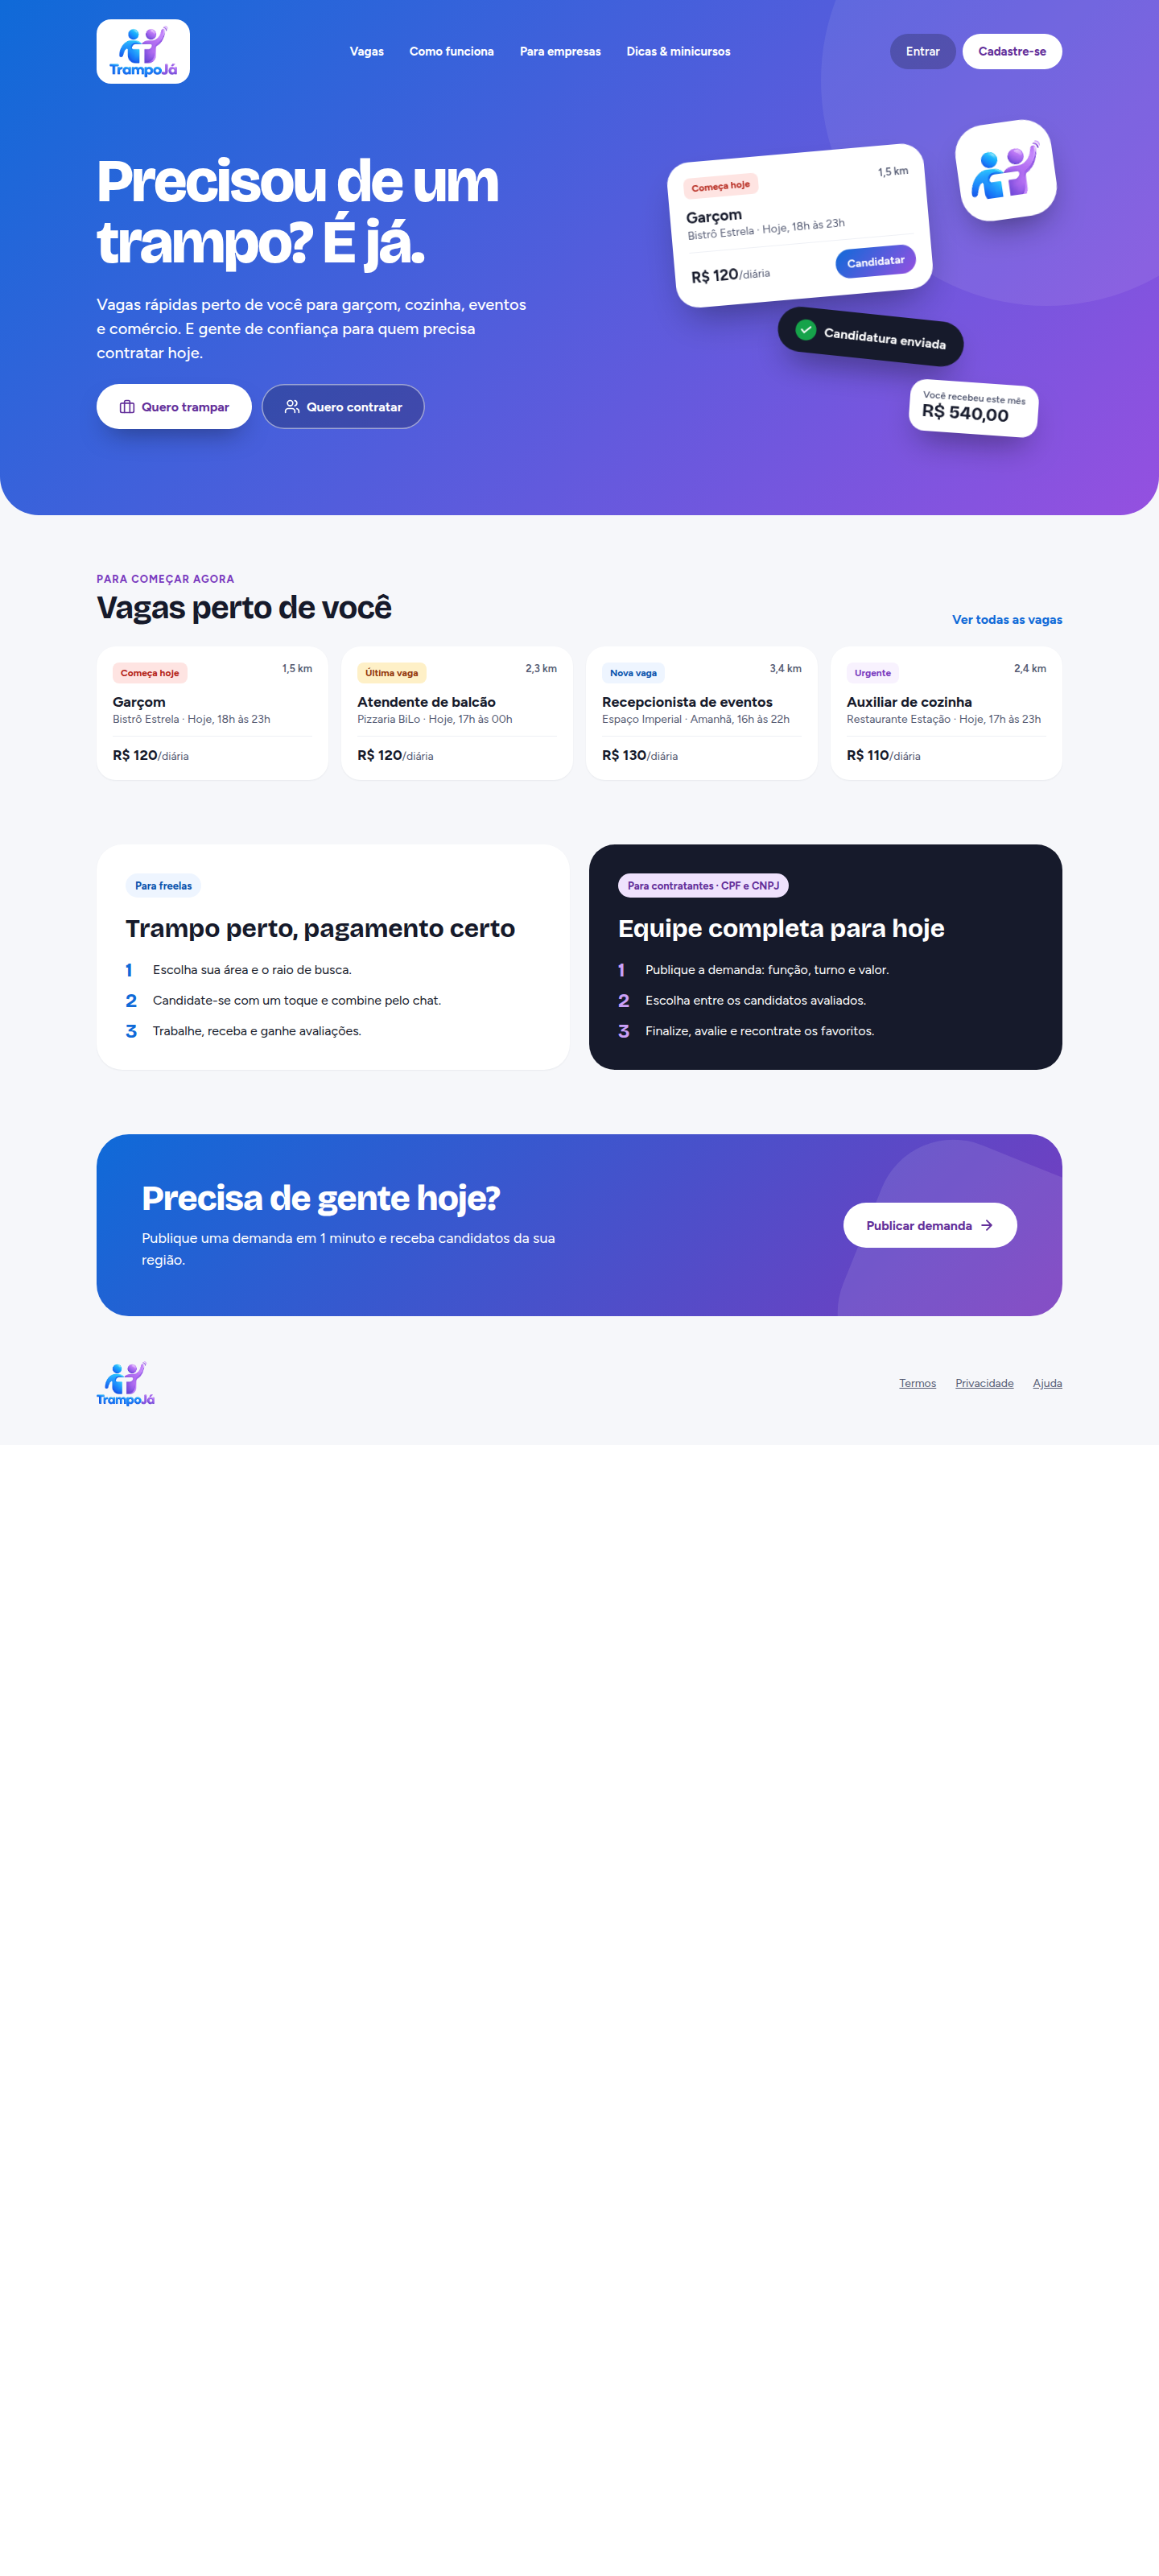 TrampoJá
Vagas
Como funciona
Para empresas
Dicas & minicursos
Entrar
Cadastre-se
Precisou de um
trampo? É já.
Vagas rápidas perto de você para garçom, cozinha, eventos
e comércio. E gente de confiança para quem precisa
contratar hoje.
Quero trampar
Quero contratar
Começa hoje
1,5 km
Garçom
Bistrô Estrela · Hoje, 18h às 23h
R$ 120/diária
Candidatar
Candidatura enviada
Você recebeu este mês
R$ 540,00
PARA COMEÇAR AGORA
Vagas perto de você
Ver todas as vagas
Começa hoje
1,5 km
Garçom
Bistrô Estrela · Hoje, 18h às 23h
R$ 120/diária
Última vaga
2,3 km
Atendente de balcão
Pizzaria BiLo · Hoje, 17h às 00h
R$ 120/diária
Nova vaga
3,4 km
Recepcionista de eventos
Espaço Imperial · Amanhã, 16h às 22h
R$ 130/diária
Urgente
2,4 km
Auxiliar de cozinha
Restaurante Estação · Hoje, 17h às 23h
R$ 110/diária
Para freelas
Trampo perto, pagamento certo
1 Escolha sua área e o raio de busca.
2 Candidate-se com um toque e combine pelo chat.
3 Trabalhe, receba e ganhe avaliações.
Para contratantes · CPF e CNPJ
Equipe completa para hoje
1 Publique a demanda: função, turno e valor.
2 Escolha entre os candidatos avaliados.
3 Finalize, avalie e recontrate os favoritos.
Precisa de gente hoje?
Publique uma demanda em 1 minuto e receba candidatos da sua
região.
Publicar demanda
TrampoJá
Termos
Privacidade
Ajuda